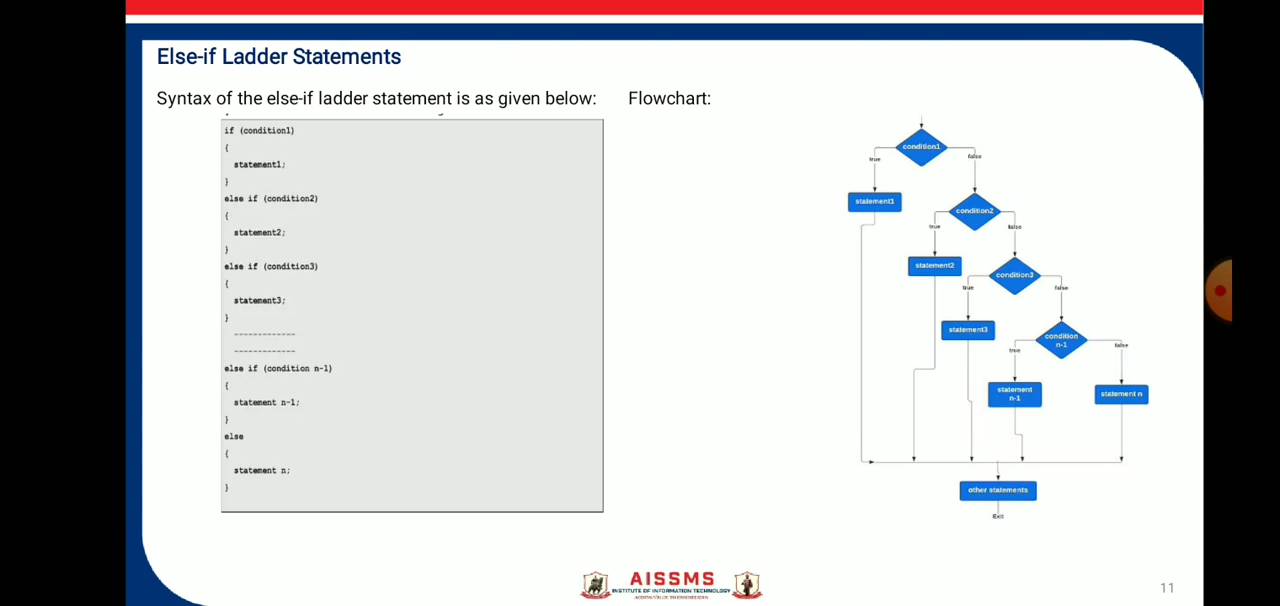 Else-if Ladder Statements
Syntax of the else-if ladder statement is as given below:
Flowchart:
if (condition1)
{
statement1;
}
else if (condition2)
{
statement2;
}
else if (condition3)
{
statement3;
}
-------------
-------------
else if (condition n-1)
{
statement n-1;
}
else
{
statement n;
}
condition1
true
false
statement1
condition2
true
false
statement2
condition3
true
false
statement3
condition
n-1
true
false
statement
n-1
statement n
other statements
Exit
AISSMS
INSTITUTE OF INFORMATION TECHNOLOGY
11